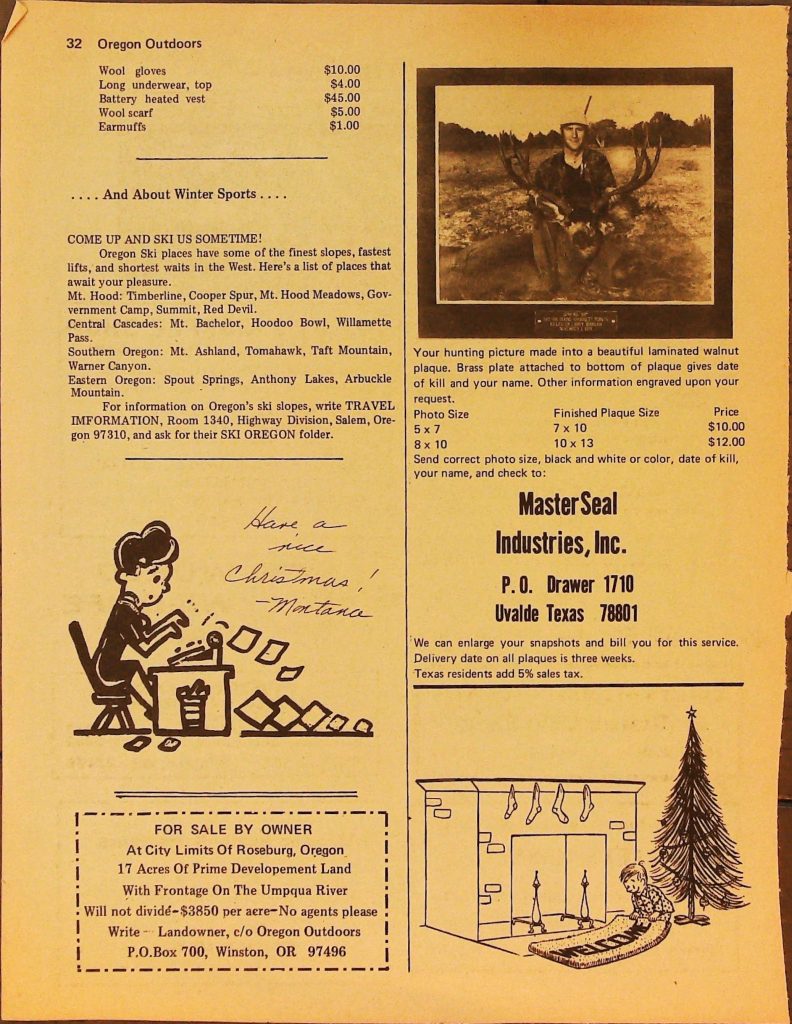 32 Oregon Outdoors
Wool gloves $10.00
Long underwear, top $4.00
Battery heated vest $45.00
Wool scarf $5.00
Earmuffs $1.00
.... And About Winter Sports ....
COME UP AND SKI US SOMETIME!
Oregon Ski places have some of the finest slopes, fastest
lifts, and shortest waits in the West. Here's a list of places that
await your pleasure.
Mt. Hood: Timberline, Cooper Spur, Mt. Hood Meadows, Gov-
vernment Camp, Summit, Red Devil.
Central Cascades: Mt. Bachelor, Hoodoo Bowl, Willamette
Pass.
Southern Oregon: Mt. Ashland, Tomahawk, Taft Mountain,
Warner Canyon.
Eastern Oregon: Spout Springs, Anthony Lakes, Arbuckle
Mountain.
For information on Oregon's ski slopes, write TRAVEL
IMFORMATION, Room 1340, Highway Division, Salem, Ore-
gon 97310, and ask for their SKI OREGON folder.
Have a
nice
Christmas!
-Montana
FOR SALE BY OWNER
At City Limits Of Roseburg, Oregon
17 Acres Of Prime Developement Land
With Frontage On The Umpqua River
Will not divide-$3850 per acre-No agents please
Write - Landowner, c/o Oregon Outdoors
P.O.Box 700, Winston, OR 97496
Your hunting picture made into a beautiful laminated walnut
plaque. Brass plate attached to bottom of plaque gives date
of kill and your name. Other information engraved upon your
request.
Photo Size Finished Plaque Size Price
5 x 7 7 x 10 $10.00
8 x 10 10 x 13 $12.00
Send correct photo size, black and white or color, date of kill,
your name, and check to:
MasterSeal
Industries, Inc.
P. O. Drawer 1710
Uvalde Texas 78801
We can enlarge your snapshots and bill you for this service.
Delivery date on all plaques is three weeks.
Texas residents add 5% sales tax.
WELCOME